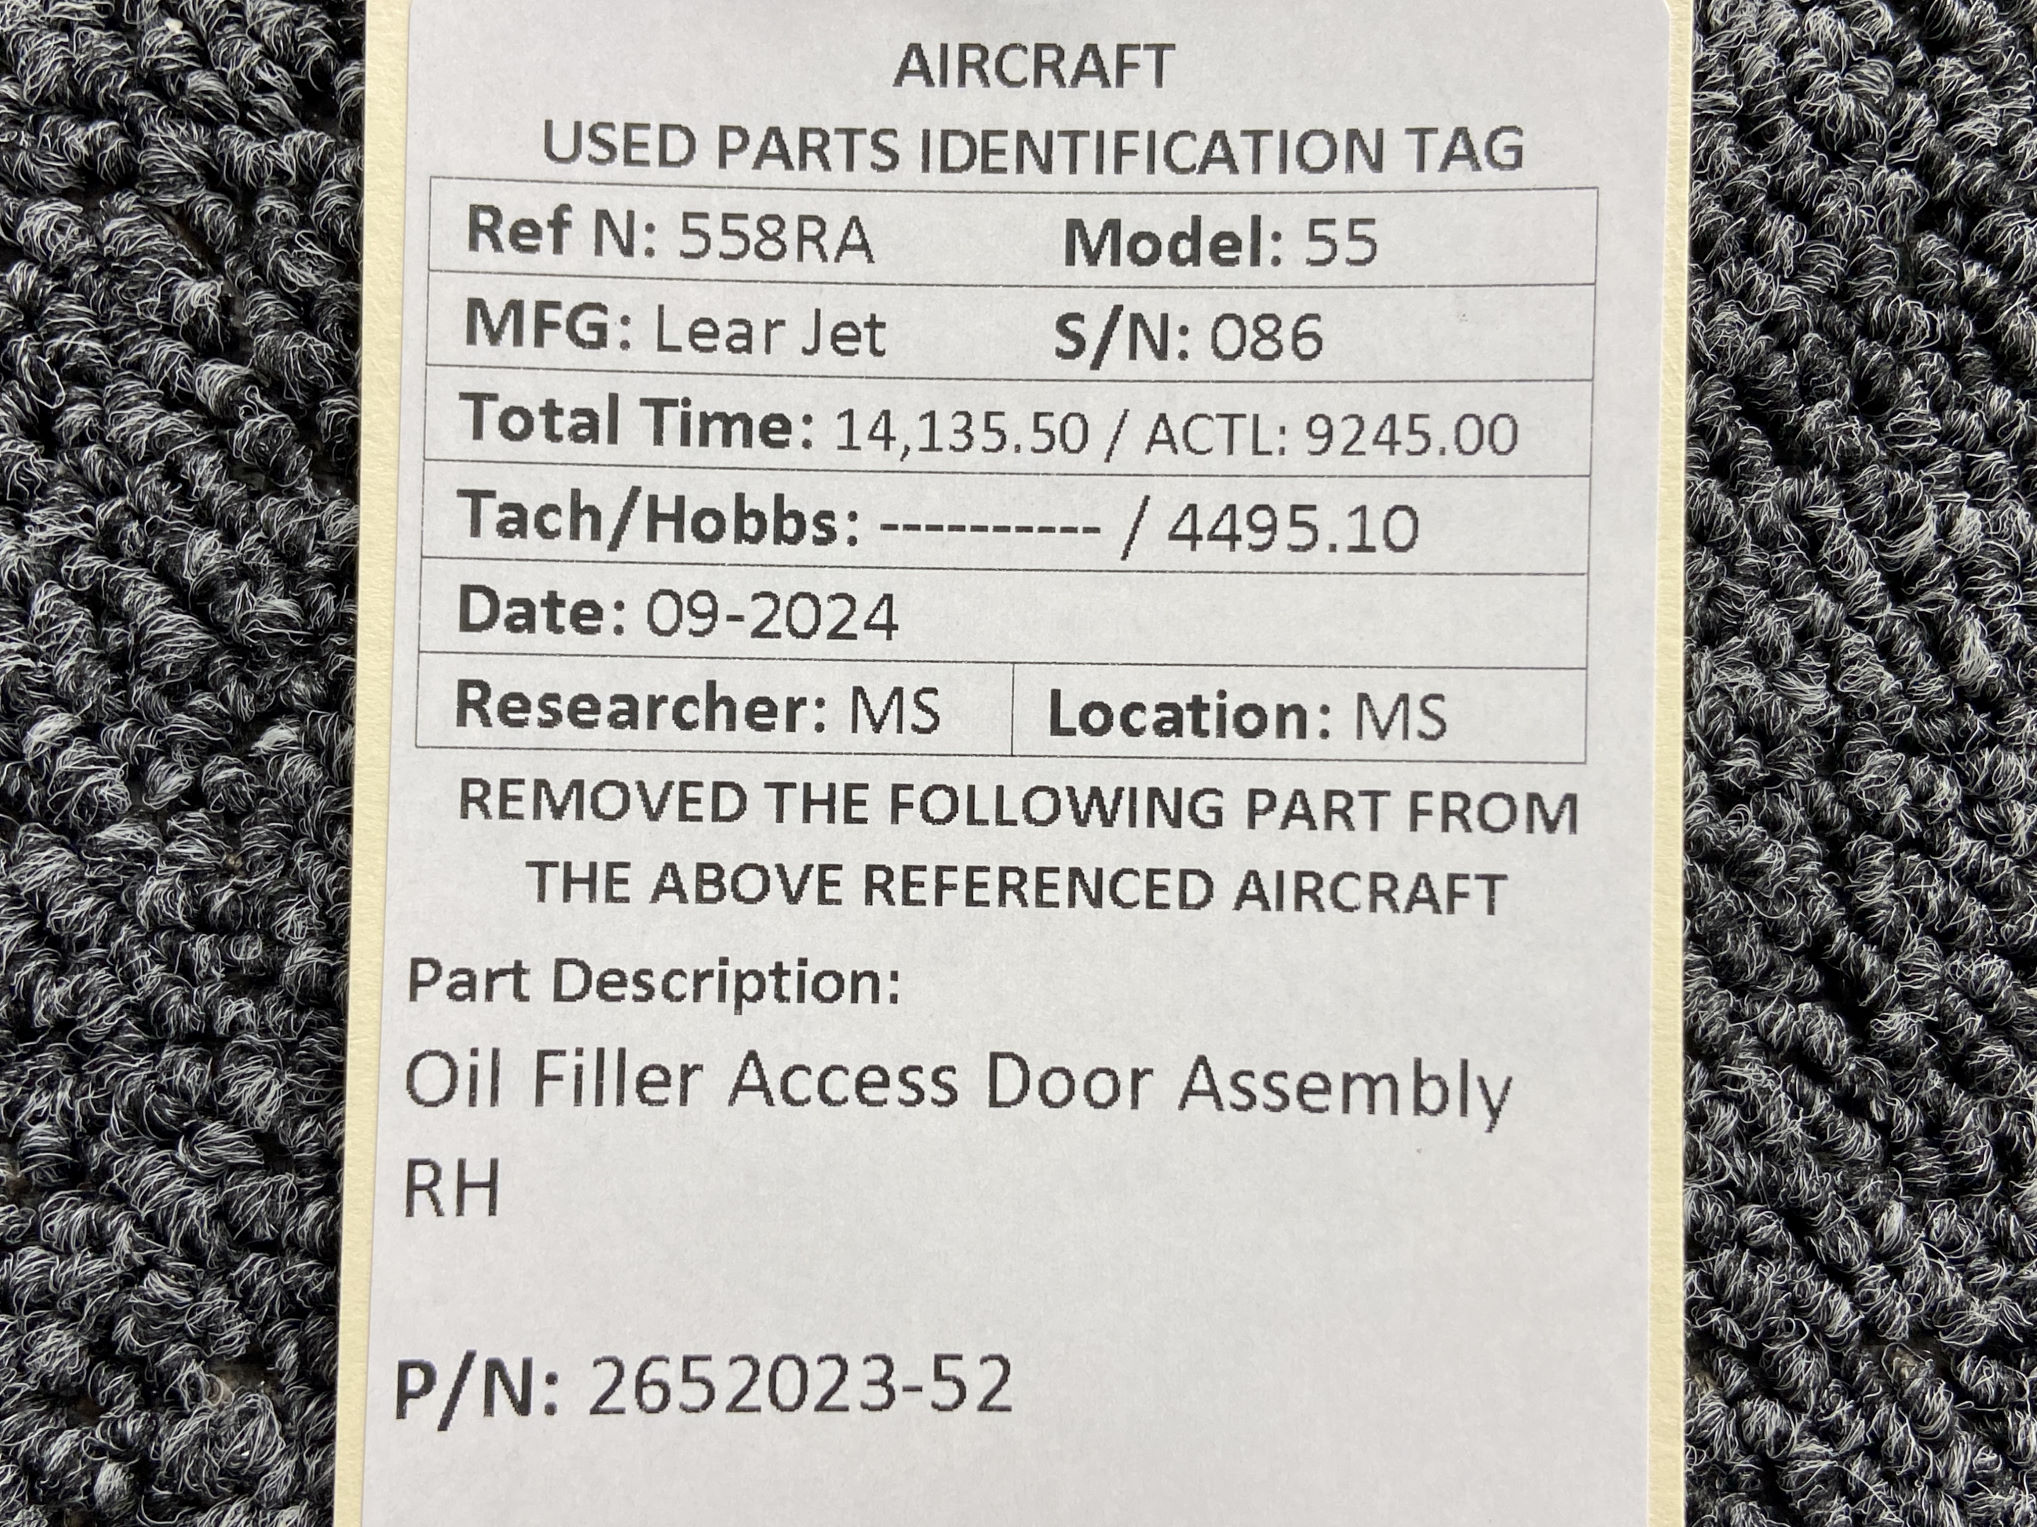 AIRCRAFT
USED PARTS IDENTIFICATION TAG
Ref N: 558RA Model: 55
MFG: Lear Jet S/N: 086
Total Time: 14,135.50 / ACTL: 9245.00
Tach/Hobbs: ---------- / 4495.10
Date: 09-2024
Researcher: MS Location: MS
REMOVED THE FOLLOWING PART FROM
THE ABOVE REFERENCED AIRCRAFT
Part Description:
Oil Filler Access Door Assembly
RH
P/N: 2652023-52